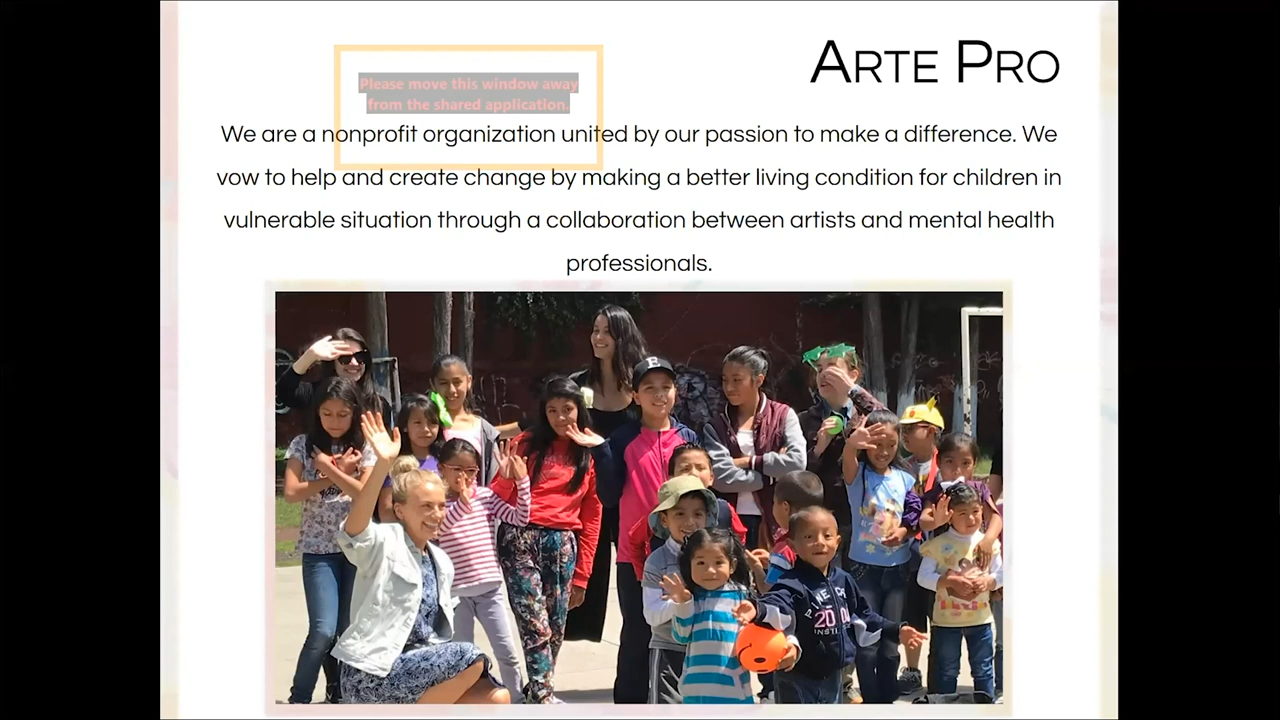 ARTE PRO
Please move this window away
from the shared application.
We are a nonprofit organization united by our passion to make a difference. We
vow to help and create change by making a better living condition for children in
vulnerable situation through a collaboration between artists and mental health
professionals.
E
20
INSTI